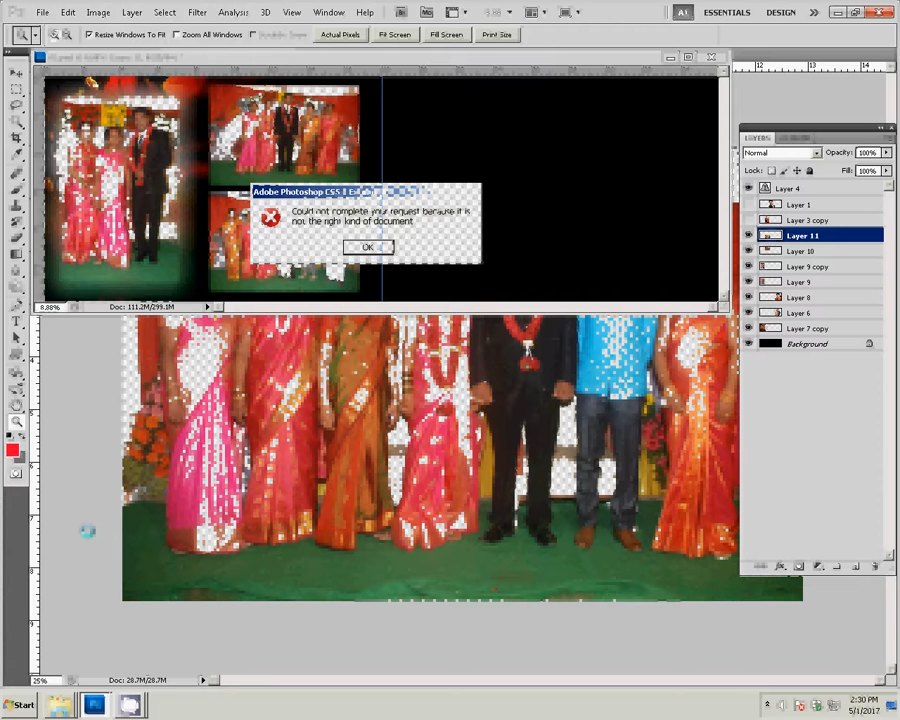 File Edit Image Layer Select Filter Analysis 3D View Window Help
ESSENTIALS DESIGN
Resize Windows To Fit Zoom All Windows Actual Pixels Fit Screen Fill Screen Print Size
12 13 14
LAYERS
Normal Opacity: 100%
Lock: Fill: 100%
Layer 4
Layer 1
Layer 3 copy
Layer 11
Layer 10
Layer 9 copy
Layer 9
Layer 8
Layer 6
Layer 7 copy
Background
Adobe Photoshop CS5
Could not complete your request because it is
not the right kind of document
OK
8.88% Doc: 111.2M/299.1M
25% Doc: 28.7M/28.7M
Start
2:30 PM
5/1/2017